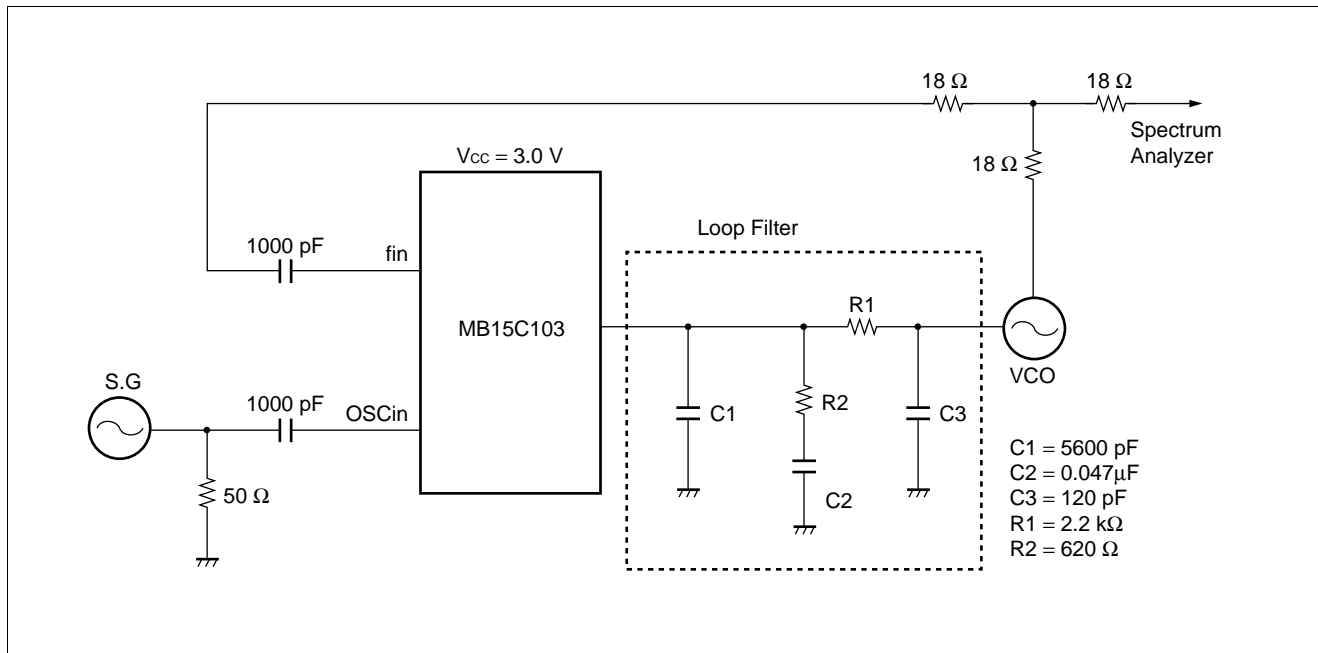 18 Ω
18 Ω
Spectrum
Analyzer
18 Ω
Vcc = 3.0 V
Loop Filter
1000 pF
fin
R1
MB15C103
VCO
S.G
1000 pF
OSCin
C1
R2
C3
50 Ω
C2
C1 = 5600 pF
C2 = 0.047μF
C3 = 120 pF
R1 = 2.2 kΩ
R2 = 620 Ω